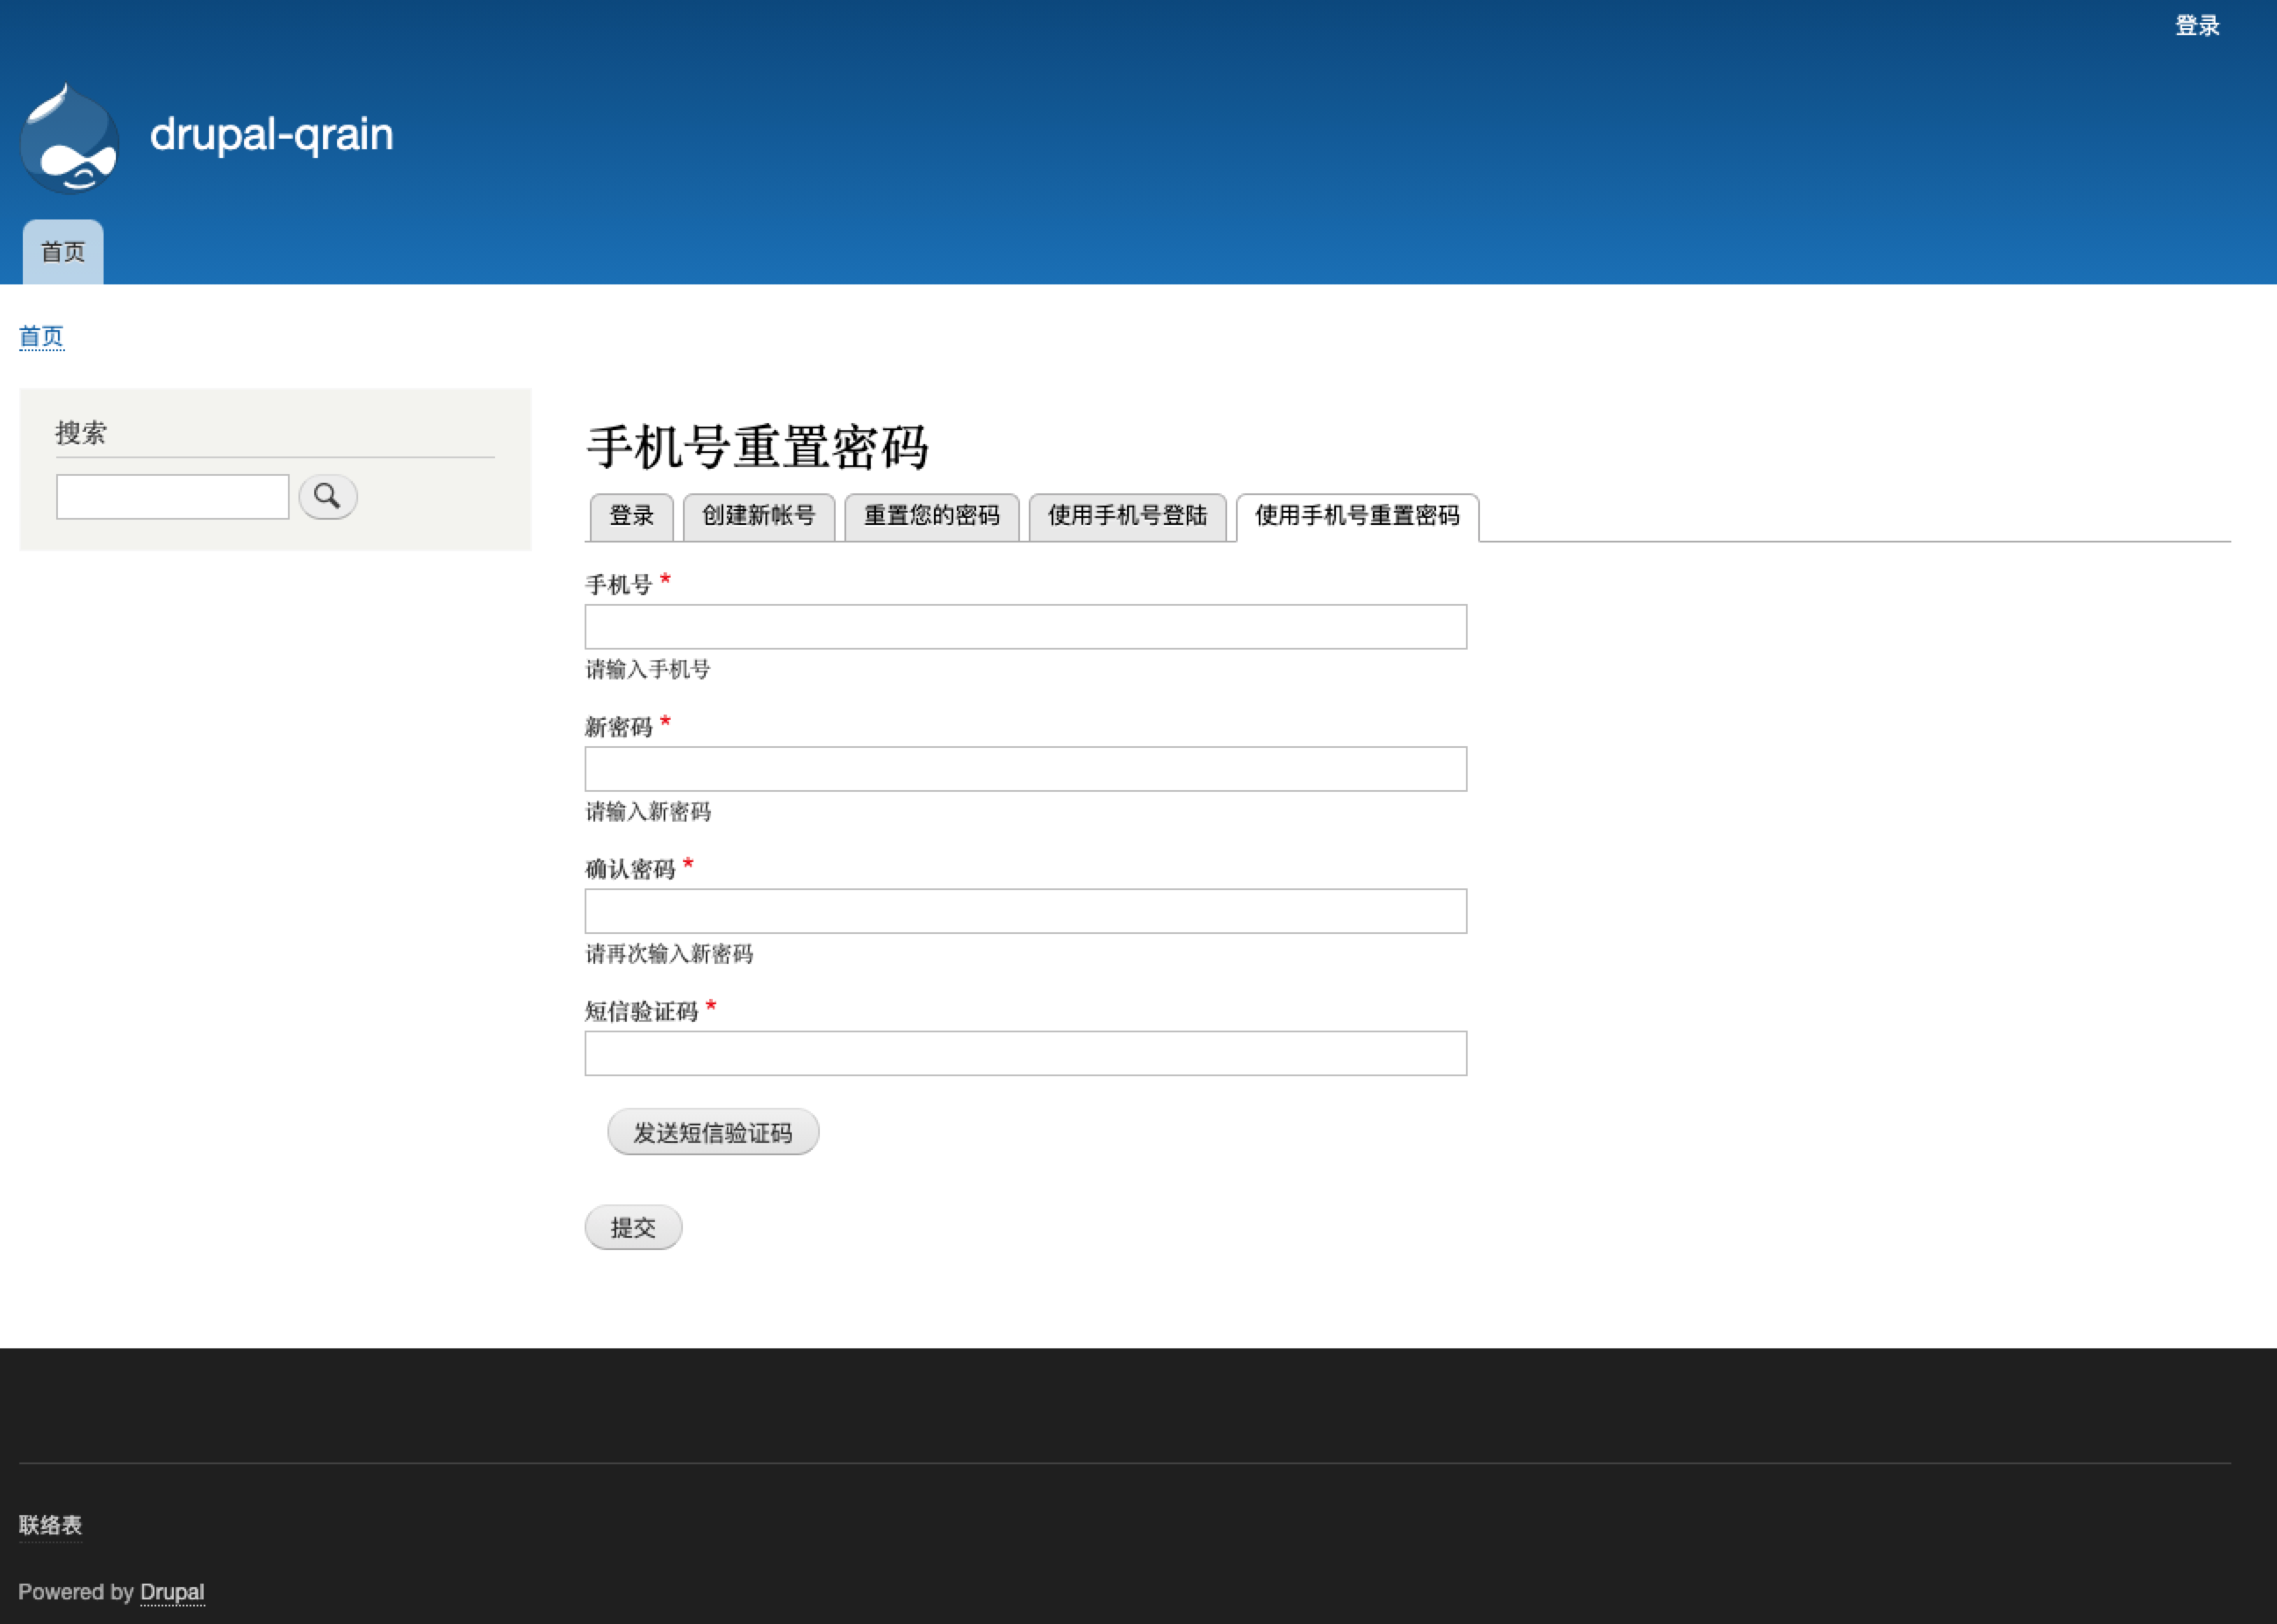 登录
drupal-qrain
首页
首页
搜索
手机号重置密码
登录 创建新帐号 重置您的密码 使用手机号登陆 使用手机号重置密码
手机号 *
请输入手机号
新密码 *
请输入新密码
确认密码 *
请再次输入新密码
短信验证码 *
发送短信验证码
提交
联络表
Powered by Drupal